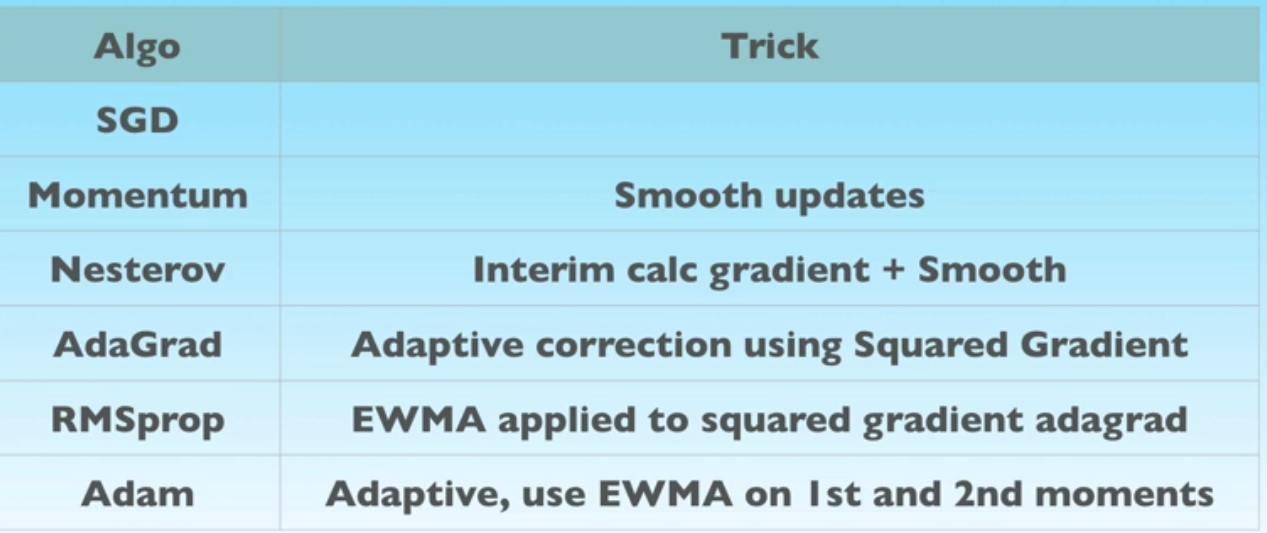 Algo Trick
SGD
Momentum Smooth updates
Nesterov Interim calc gradient + Smooth
AdaGrad Adaptive correction using Squared Gradient
RMSprop EWMA applied to squared gradient adagrad
Adam Adaptive, use EWMA on 1st and 2nd moments